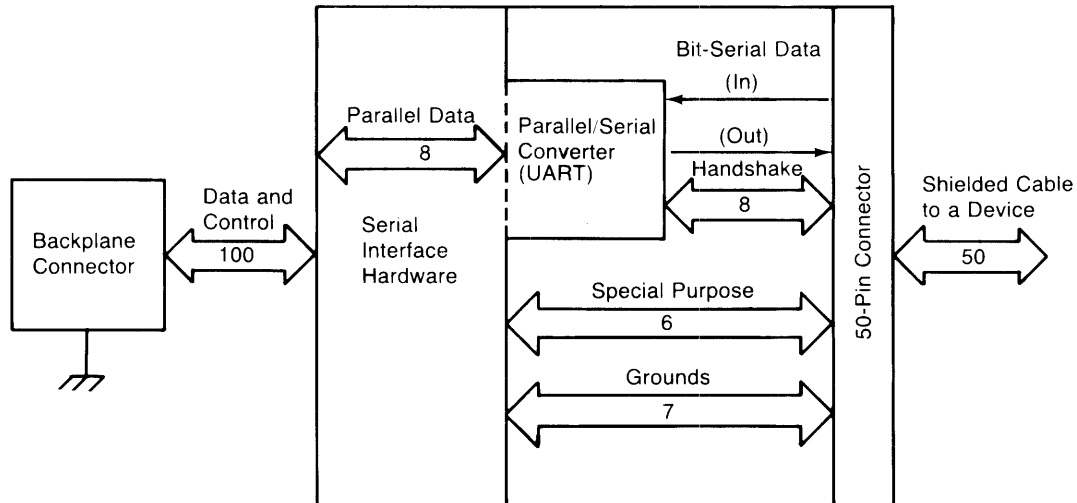 Bit-Serial Data
(In)
Parallel Data
8
Parallel/Serial
Converter
(UART)
(Out)
Handshake
8
Data and
Control
100
Backplane
Connector
Serial
Interface
Hardware
Special Purpose
6
Grounds
7
50-Pin Connector
Shielded Cable
to a Device
50